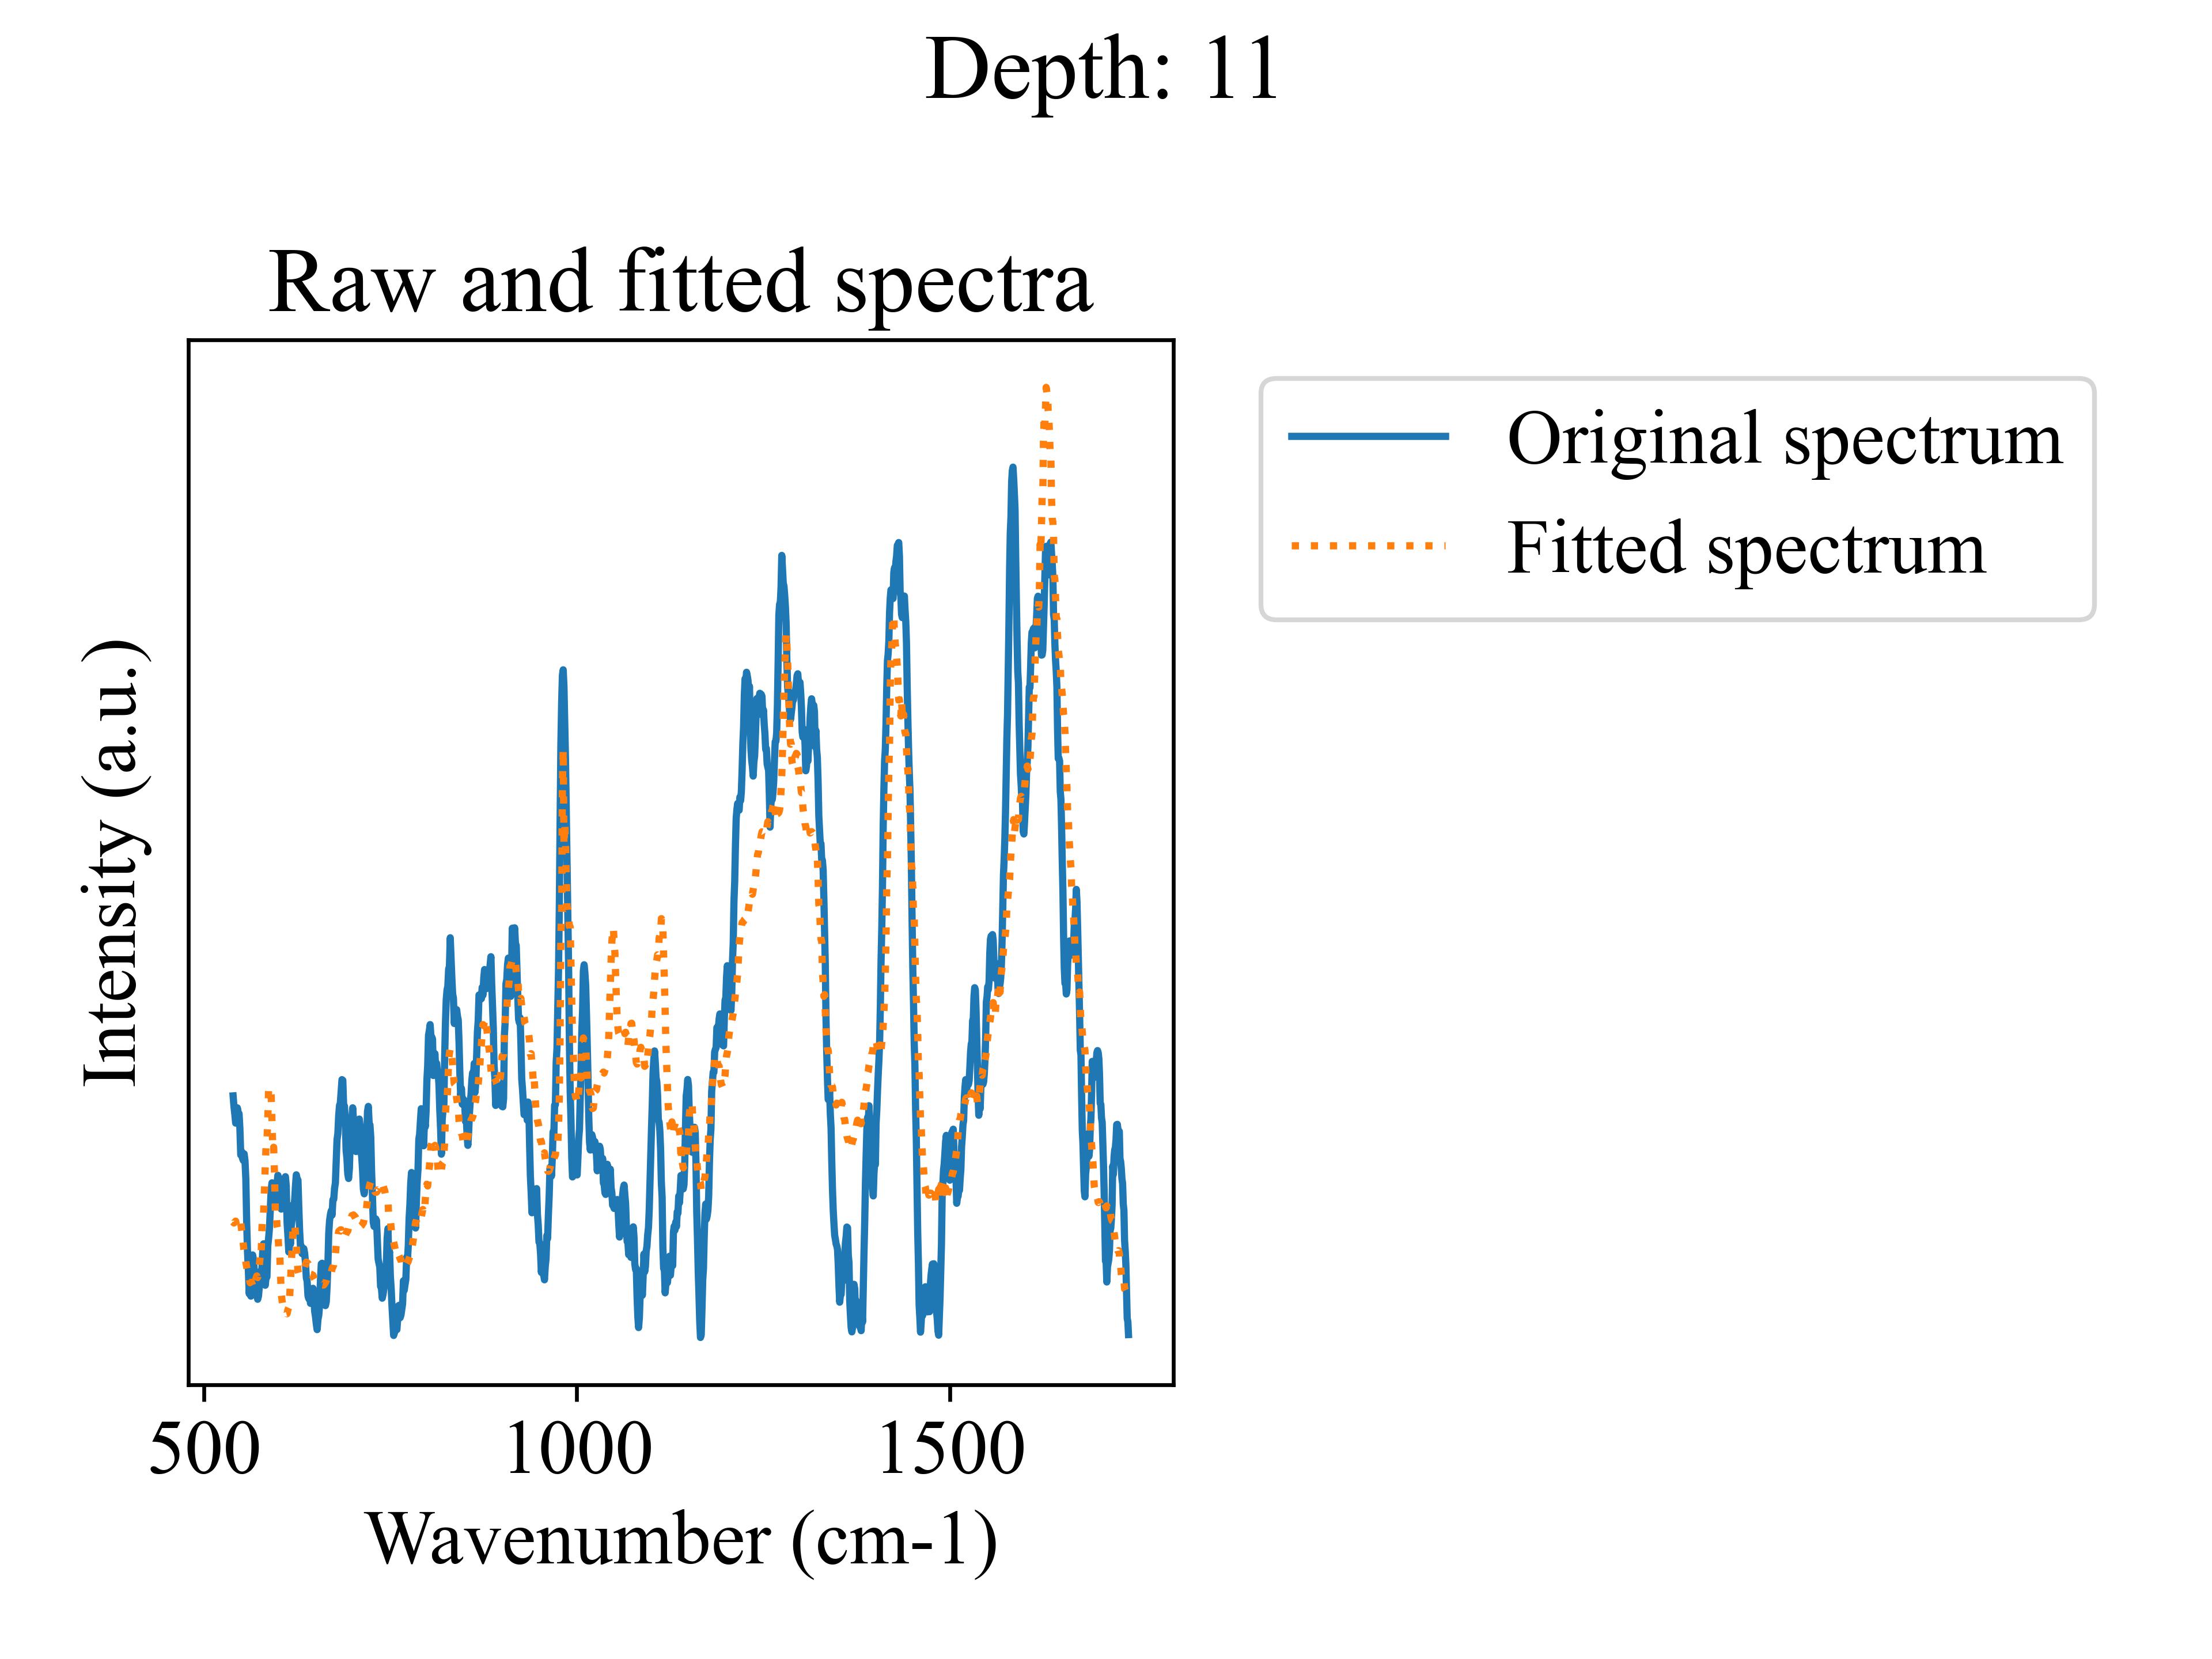 Depth: 11
Raw and fitted spectra
Original spectrum
Fitted spectrum
Intensity (a.u.)
500 1000 1500
Wavenumber (cm-1)